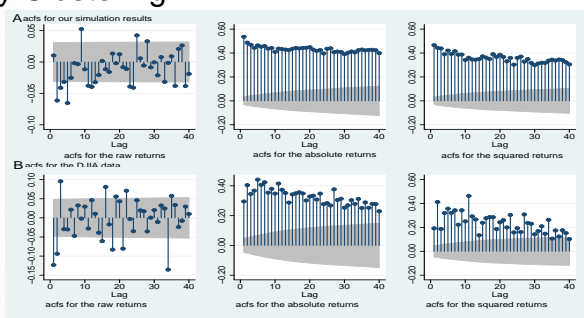 y Clustering
A acfs for our simulation results
0.05
0.00
-0.05
-0.10
0 10 20 30 40
Lag
acfs for the raw returns
0.60
0.40
0.20
0.00
-0.20
0 10 20 30 40
Lag
acfs for the absolute returns
0.60
0.40
0.20
0.00
-0.20
0 10 20 30 40
Lag
acfs for the squared returns
B acfs for the DJIA data
0.10
0.05
0.00
-0.05
-0.10
-0.15
0 10 20 30 40
Lag
acfs for the raw returns
0.40
0.20
0.00
-0.20
0 10 20 30 40
Lag
acfs for the absolute returns
0.60
0.40
0.20
0.00
-0.20
0 10 20 30 40
Lag
acfs for the squared returns